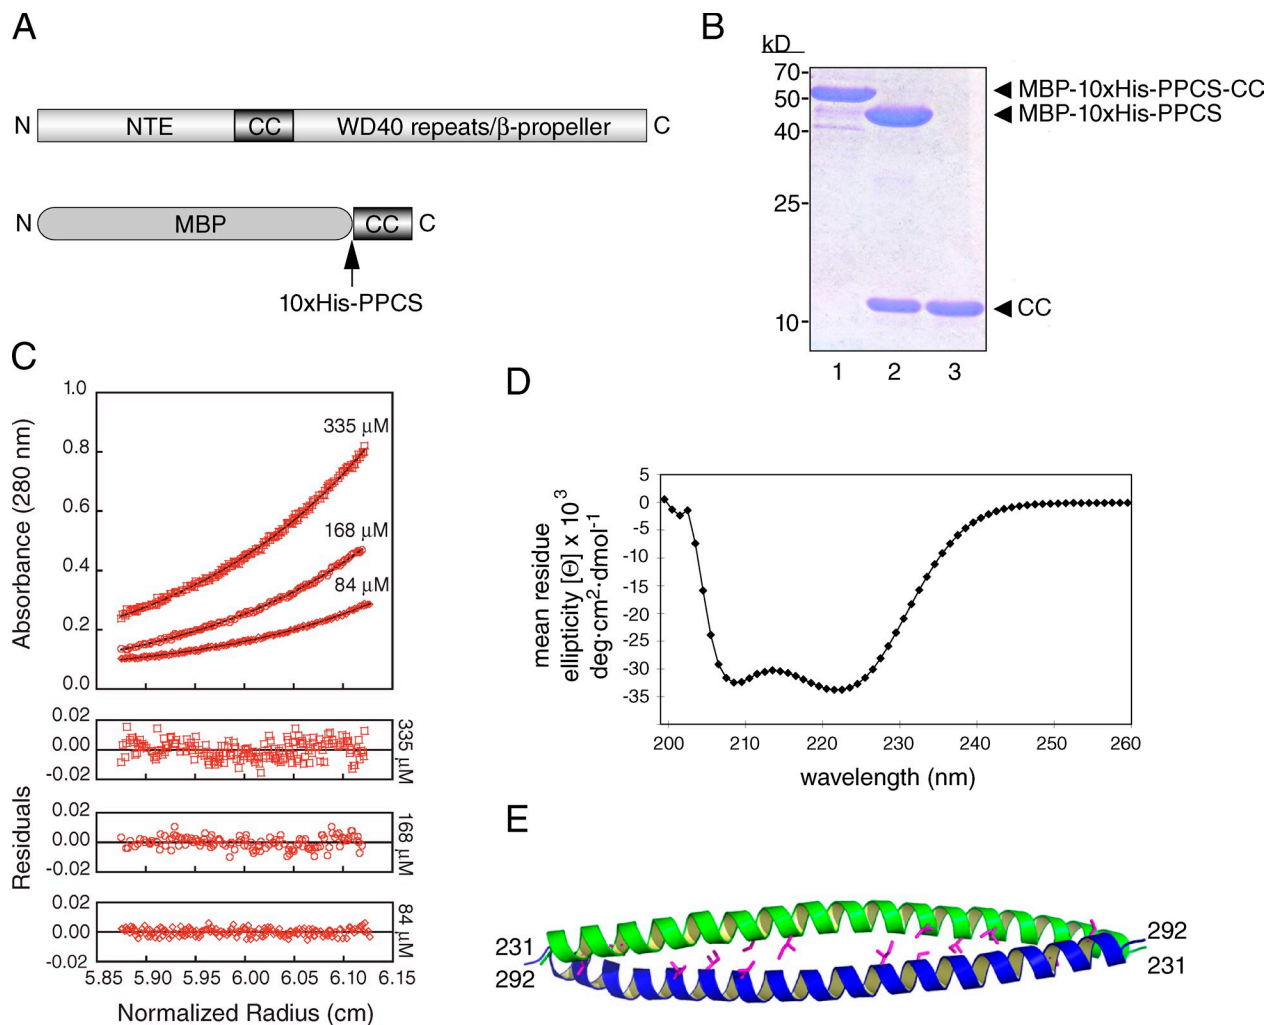 A
N NTE CC WD40 repeats/β-propeller C
N MBP CC C
10xHis-PPCS
B
kD
70
50
40
25
10
MBP-10xHis-PPCS-CC
MBP-10xHis-PPCS
CC
1 2 3
C
Absorbance (280 nm)
1.0
0.8
0.6
0.4
0.2
0.0
335 μM
168 μM
84 μM
Residuals
0.02
0.00
-0.02
335 μM
0.02
0.00
-0.02
168 μM
0.02
0.00
-0.02
84 μM
5.85 5.90 5.95 6.00 6.05 6.10 6.15
Normalized Radius (cm)
D
mean residue
ellipticity [Θ] x 10³
deg·cm²·dmol⁻¹
5
0
-5
-10
-15
-20
-25
-30
-35
200 210 220 230 240 250 260
wavelength (nm)
E
231
292
292
231